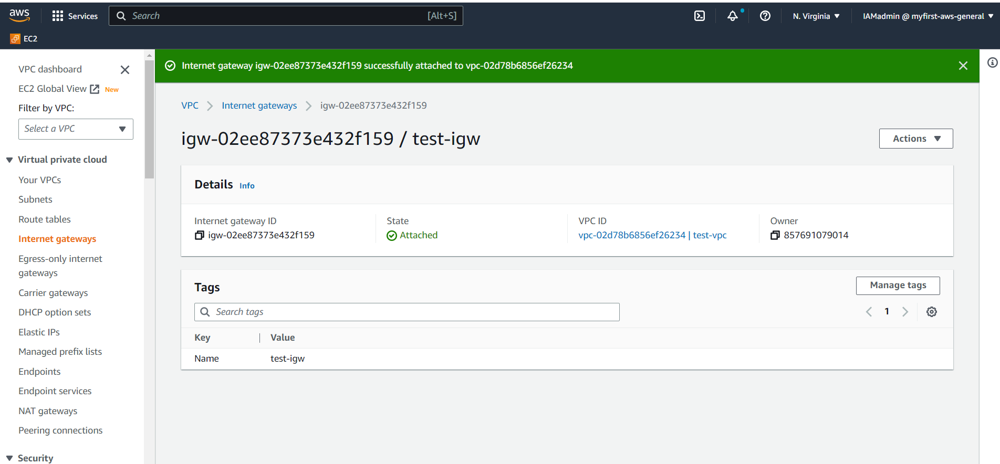 aws
Services
Search [Alt+S]
N. Virginia
IAMadmin @ myfirst-aws-general
EC2
VPC dashboard
EC2 Global View New
Filter by VPC:
Select a VPC
Virtual private cloud
Your VPCs
Subnets
Route tables
Internet gateways
Egress-only internet
gateways
Carrier gateways
DHCP option sets
Elastic IPs
Managed prefix lists
Endpoints
Endpoint services
NAT gateways
Peering connections
Security
Internet gateway igw-02ee87373e432f159 successfully attached to vpc-02d78b6856ef26234
VPC Internet gateways igw-02ee87373e432f159
igw-02ee87373e432f159 / test-igw
Actions
Details Info
Internet gateway ID
igw-02ee87373e432f159
State
Attached
VPC ID
vpc-02d78b6856ef26234 | test-vpc
Owner
857691079014
Tags
Manage tags
Search tags
1
Key Value
Name test-igw